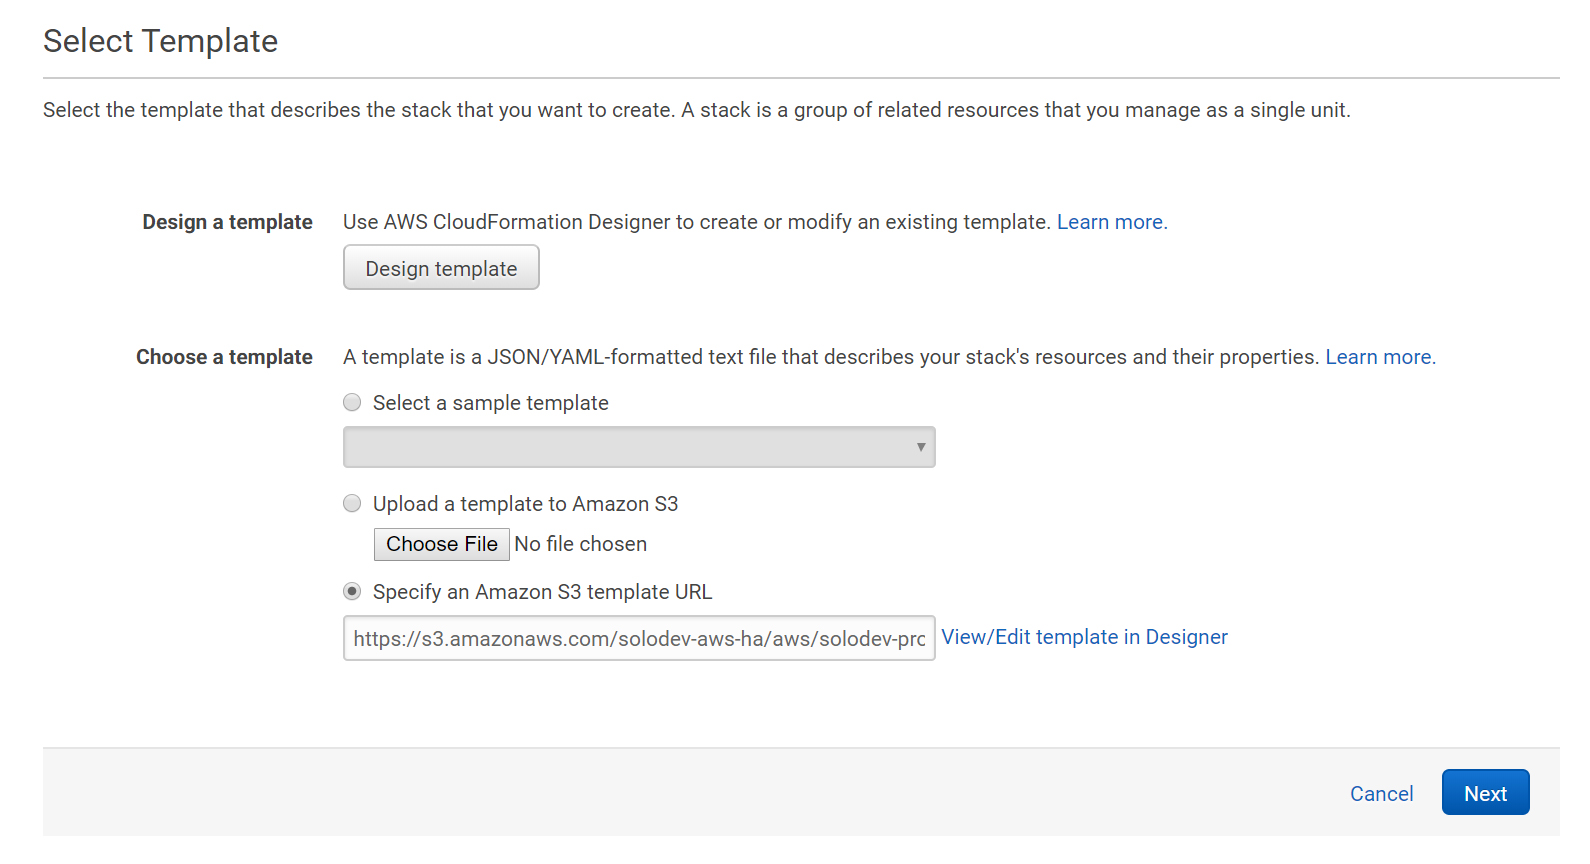 Select Template
Select the template that describes the stack that you want to create. A stack is a group of related resources that you manage as a single unit.
Design a template
Use AWS CloudFormation Designer to create or modify an existing template. Learn more.
Design template
Choose a template
A template is a JSON/YAML-formatted text file that describes your stack's resources and their properties. Learn more.
Select a sample template
Upload a template to Amazon S3
Choose File No file chosen
Specify an Amazon S3 template URL
https://s3.amazonaws.com/solodev-aws-ha/aws/solodev-pro View/Edit template in Designer
Cancel Next